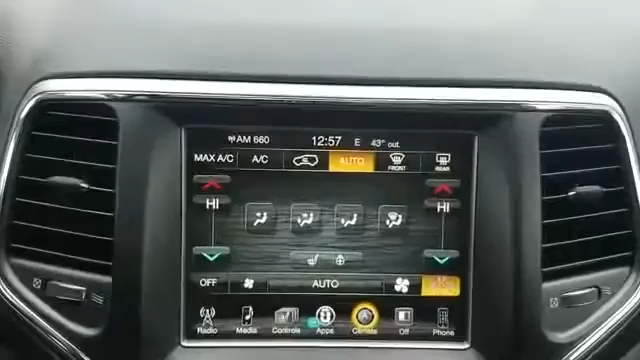 AM 660 12:57 E 43° out.
MAX A/C A/C AUTO FRONT REAR
HI HI
OFF AUTO
Radio Media Controls Apps Climate Off Phone